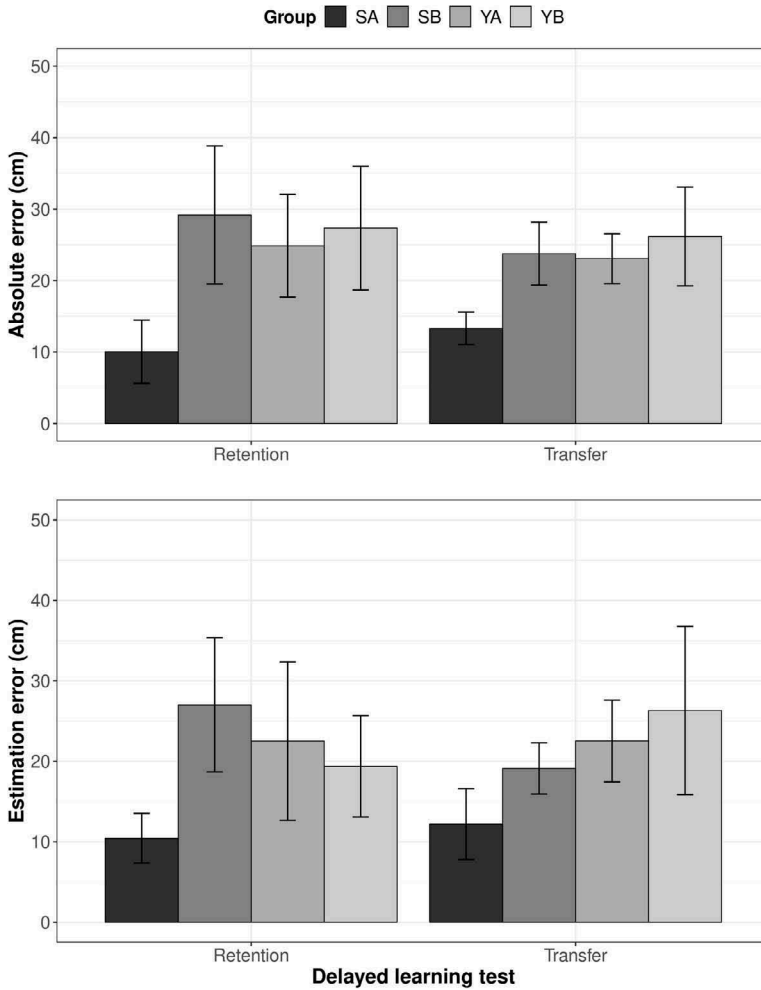 Group SA SB YA YB
Absolute error (cm)
50
40
30
20
10
0
Retention Transfer
Estimation error (cm)
50
40
30
20
10
0
Retention Transfer
Delayed learning test